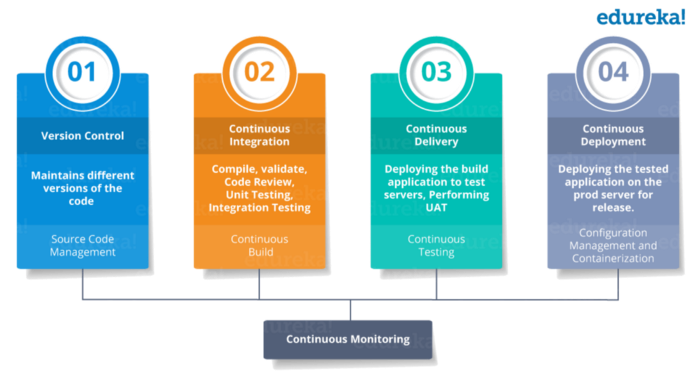 edureka!
01
Version Control
Maintains different
versions of the
code
Source Code
Management
02
Continuous
Integration
Compile, validate,
Code Review,
Unit Testing,
Integration Testing
Continuous
Build
03
Continuous
Delivery
Deploying the build
application to test
servers, Performing
UAT
Continuous
Testing
04
Continuous
Deployment
Deploying the tested
application on the
prod server for
release.
Configuration
Management and
Containerization
Continuous Monitoring